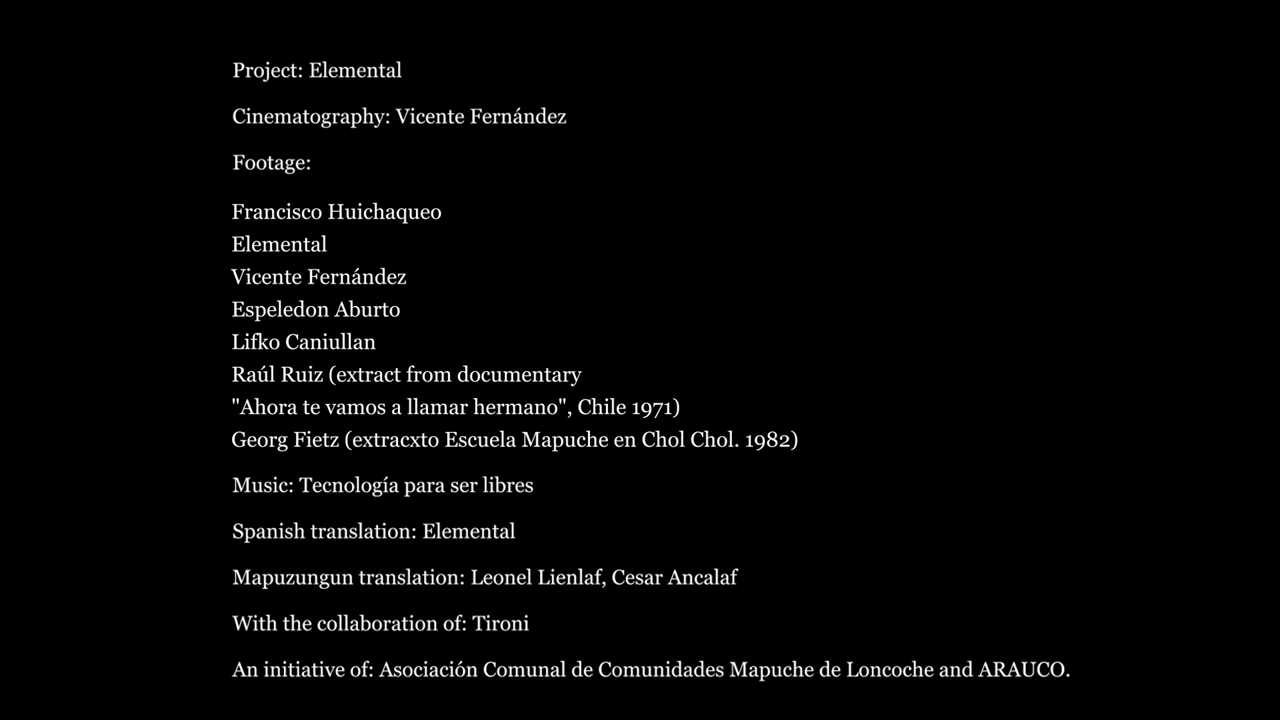 Project: Elemental
Cinematography: Vicente Fernández
Footage:
Francisco Huichaqueo
Elemental
Vicente Fernández
Espeledon Aburto
Lifko Caniullan
Raúl Ruiz (extract from documentary
"Ahora te vamos a llamar hermano", Chile 1971)
Georg Fietz (extracxto Escuela Mapuche en Chol Chol. 1982)
Music: Tecnología para ser libres
Spanish translation: Elemental
Mapuzungun translation: Leonel Lienlaf, Cesar Ancalaf
With the collaboration of: Tironi
An initiative of: Asociación Comunal de Comunidades Mapuche de Loncoche and ARAUCO.